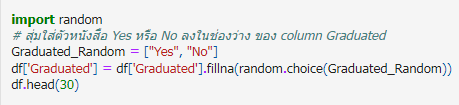 import random
# สุ่มใส่ตัวหนังสือ Yes หรือ No ลงในช่องว่าง ของ column Graduated
Graduated_Random = ["Yes", "No"]
df['Graduated'] = df['Graduated'].fillna(random.choice(Graduated_Random))
df.head(30)